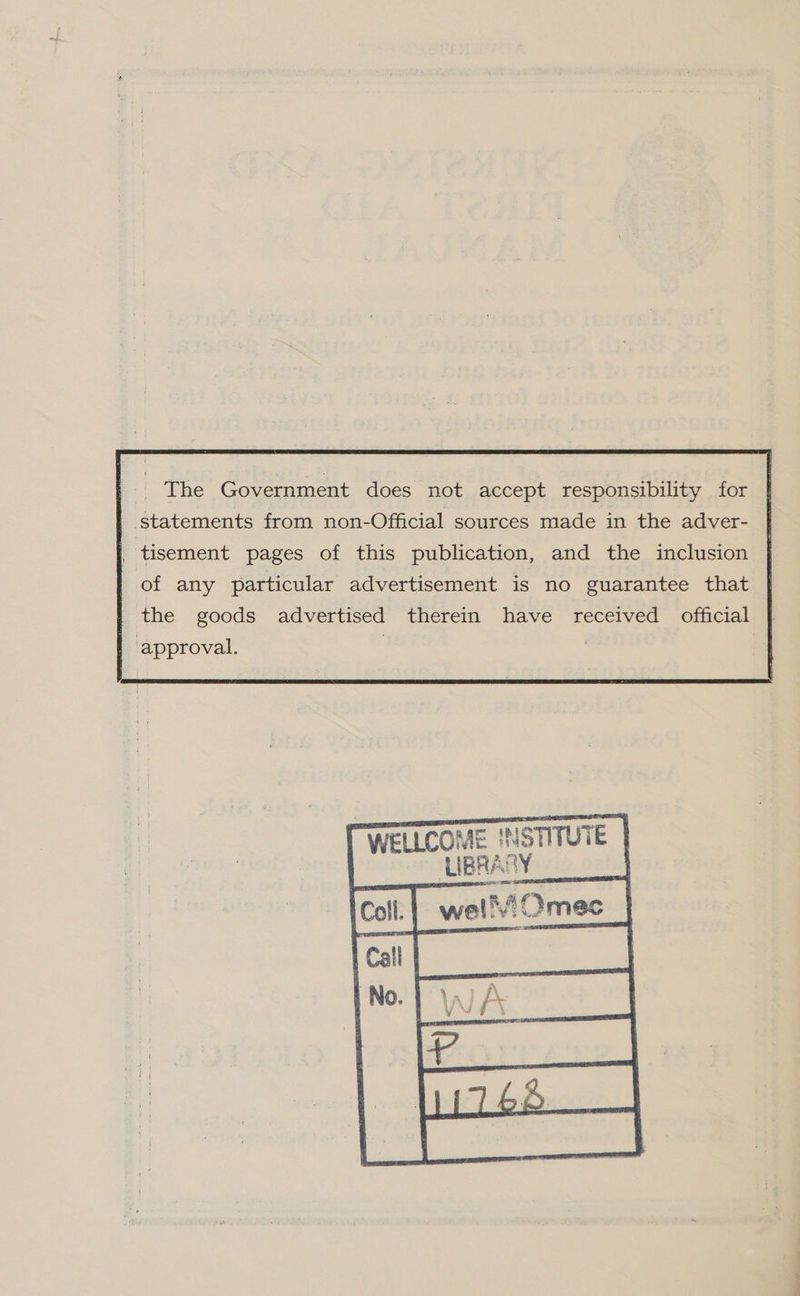 The Government does not accept responsibility for
statements from non-Official sources made in the adver-
tisement pages of this publication, and the inclusion
of any particular advertisement is no guarantee that
the goods advertised therein have received official
approval.
WELLCOME INSTITUTE
LIBRARY
Coll. welMOmec
Call
No. WA
P
11768